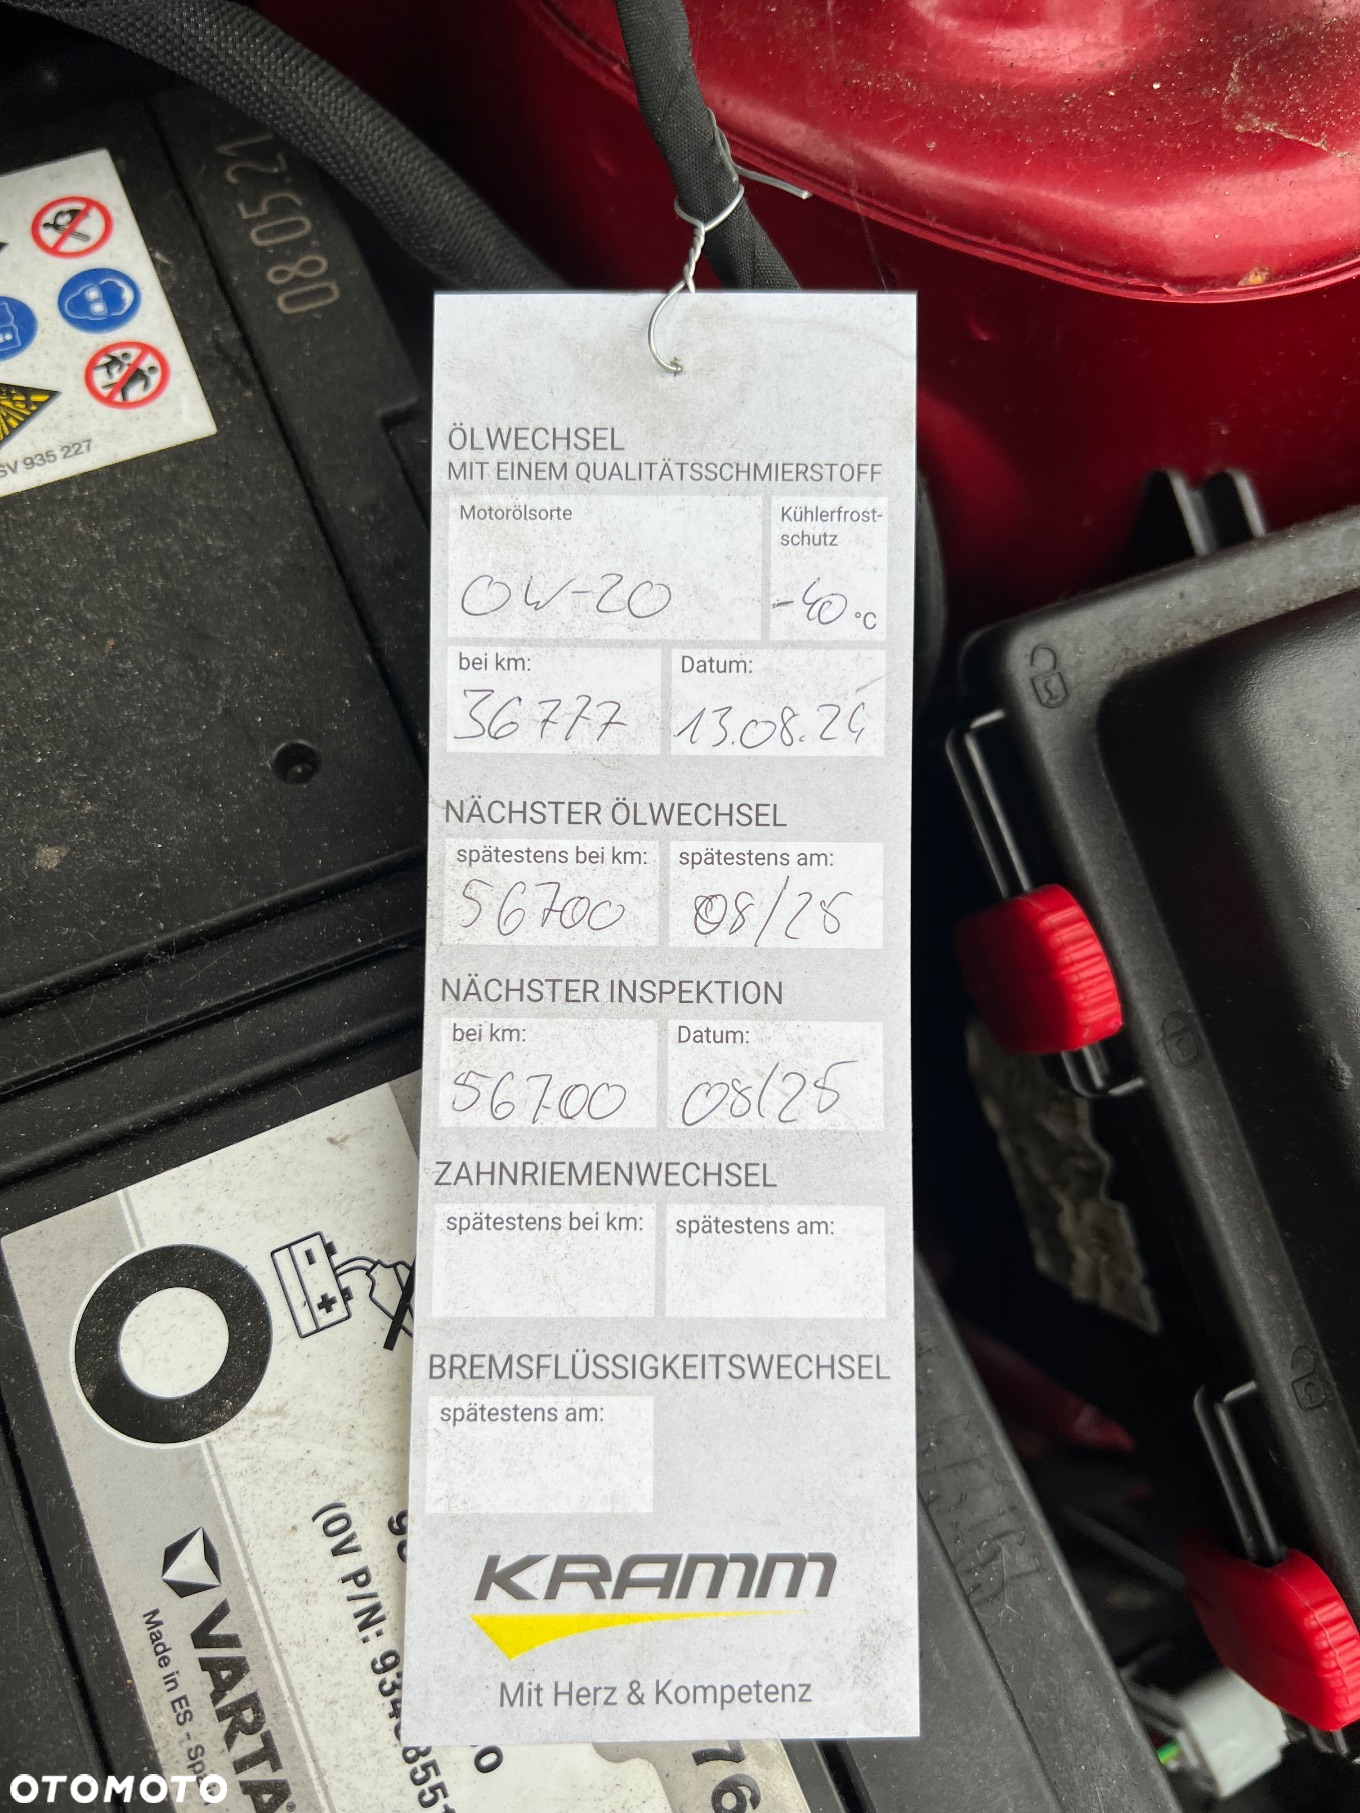 08.05.21
SV 935 227
ÖLWECHSEL
MIT EINEM QUALITÄTSSCHMIERSTOFF
Motorölsorte
Kühlerfrost-
schutz
0W-20
-40 °C
bei km:
Datum:
36777
13.08.24
NÄCHSTER ÖLWECHSEL
spätestens bei km:
spätestens am:
56700
08/25
NÄCHSTER INSPEKTION
bei km:
Datum:
56700
08/25
ZAHNRIEMENWECHSEL
spätestens bei km:
spätestens am:
BREMSFLÜSSIGKEITSWECHSEL
spätestens am:
KRAMM
Mit Herz & Kompetenz
VARTA
Made in ES -
(0V P/N:
76
OTOMOTO